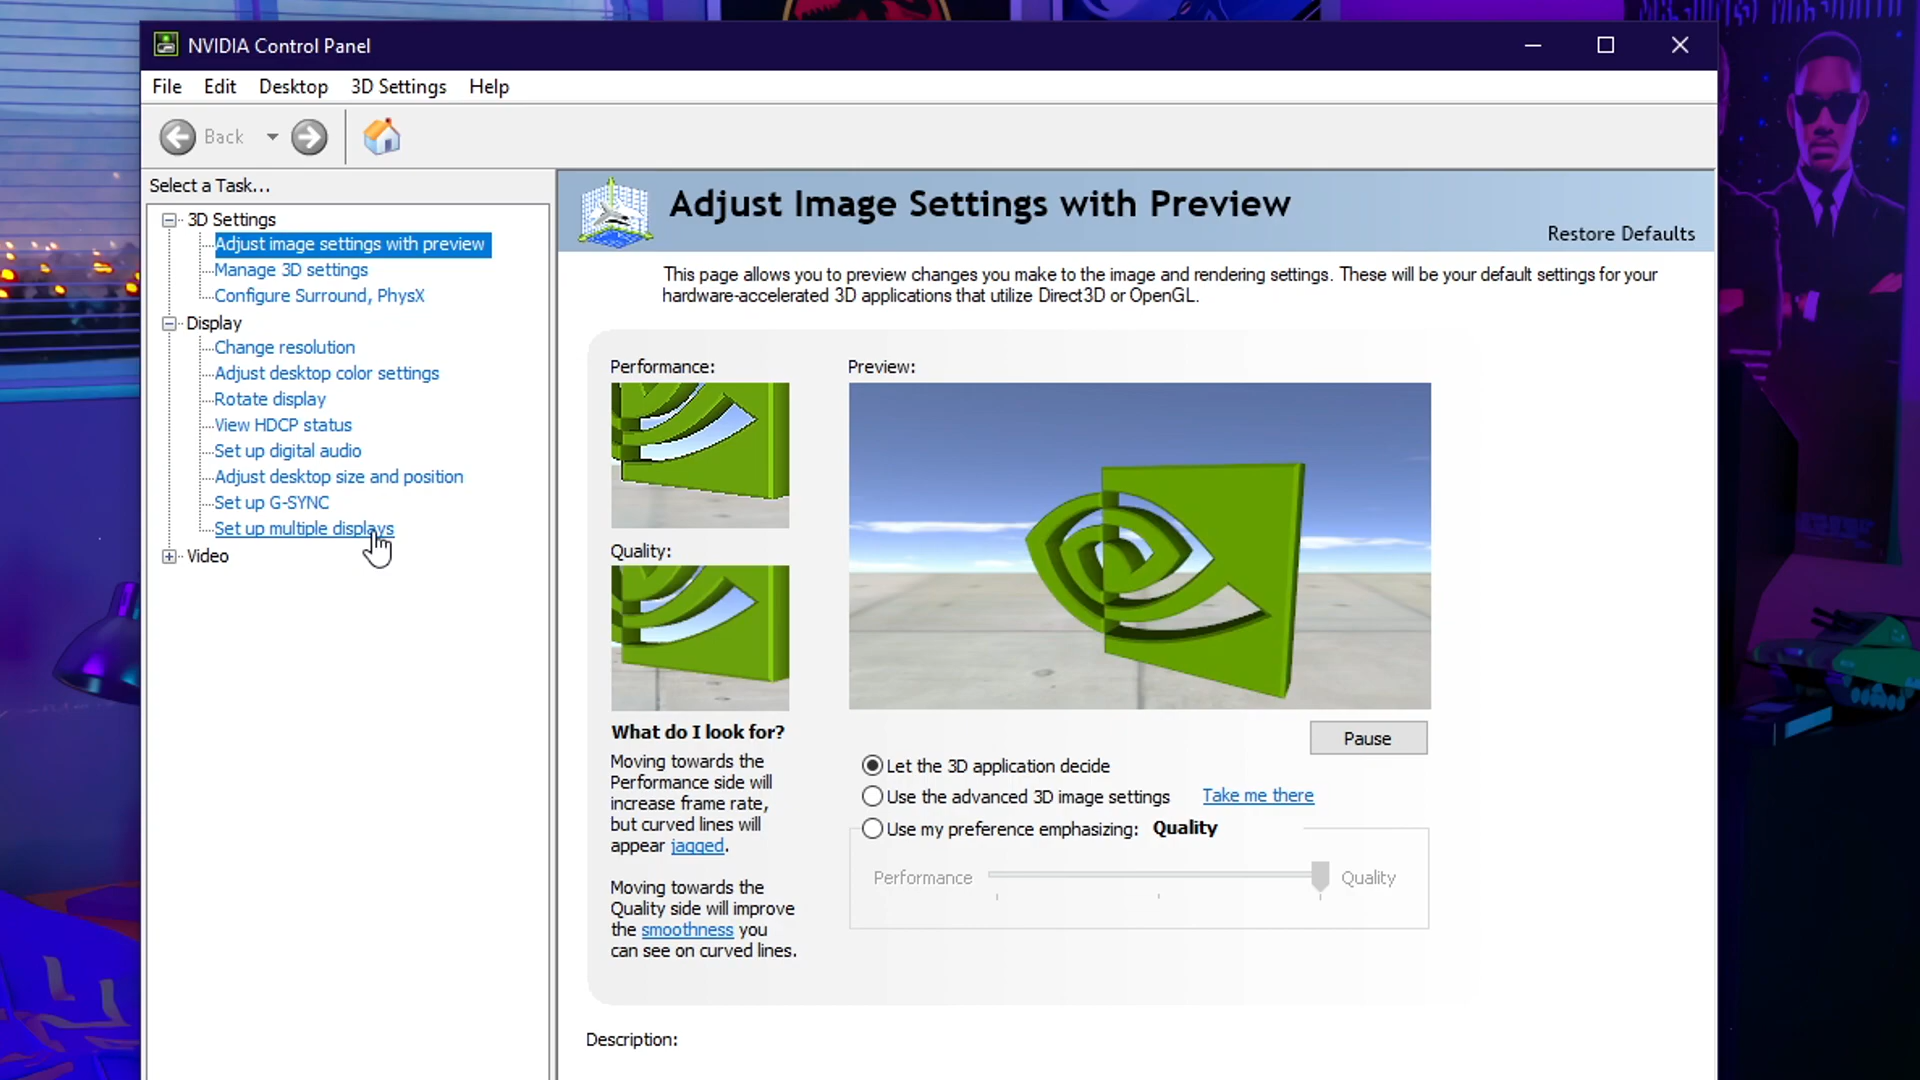 NVIDIA Control Panel
File Edit Desktop 3D Settings Help
Back
Select a Task...
3D Settings
Adjust image settings with preview
Manage 3D settings
Configure Surround, PhysX
Display
Change resolution
Adjust desktop color settings
Rotate display
View HDCP status
Set up digital audio
Adjust desktop size and position
Set up G-SYNC
Set up multiple displays
Video
Adjust Image Settings with Preview
Restore Defaults
This page allows you to preview changes you make to the image and rendering settings. These will be your default settings for your
hardware-accelerated 3D applications that utilize Direct3D or OpenGL.
Performance:
Quality:
What do I look for?
Moving towards the
Performance side will
increase frame rate,
but curved lines will
appear jagged.
Moving towards the
Quality side will improve
the smoothness you
can see on curved lines.
Preview:
Pause
Let the 3D application decide
Use the advanced 3D image settings Take me there
Use my preference emphasizing: Quality
Performance Quality
Description: